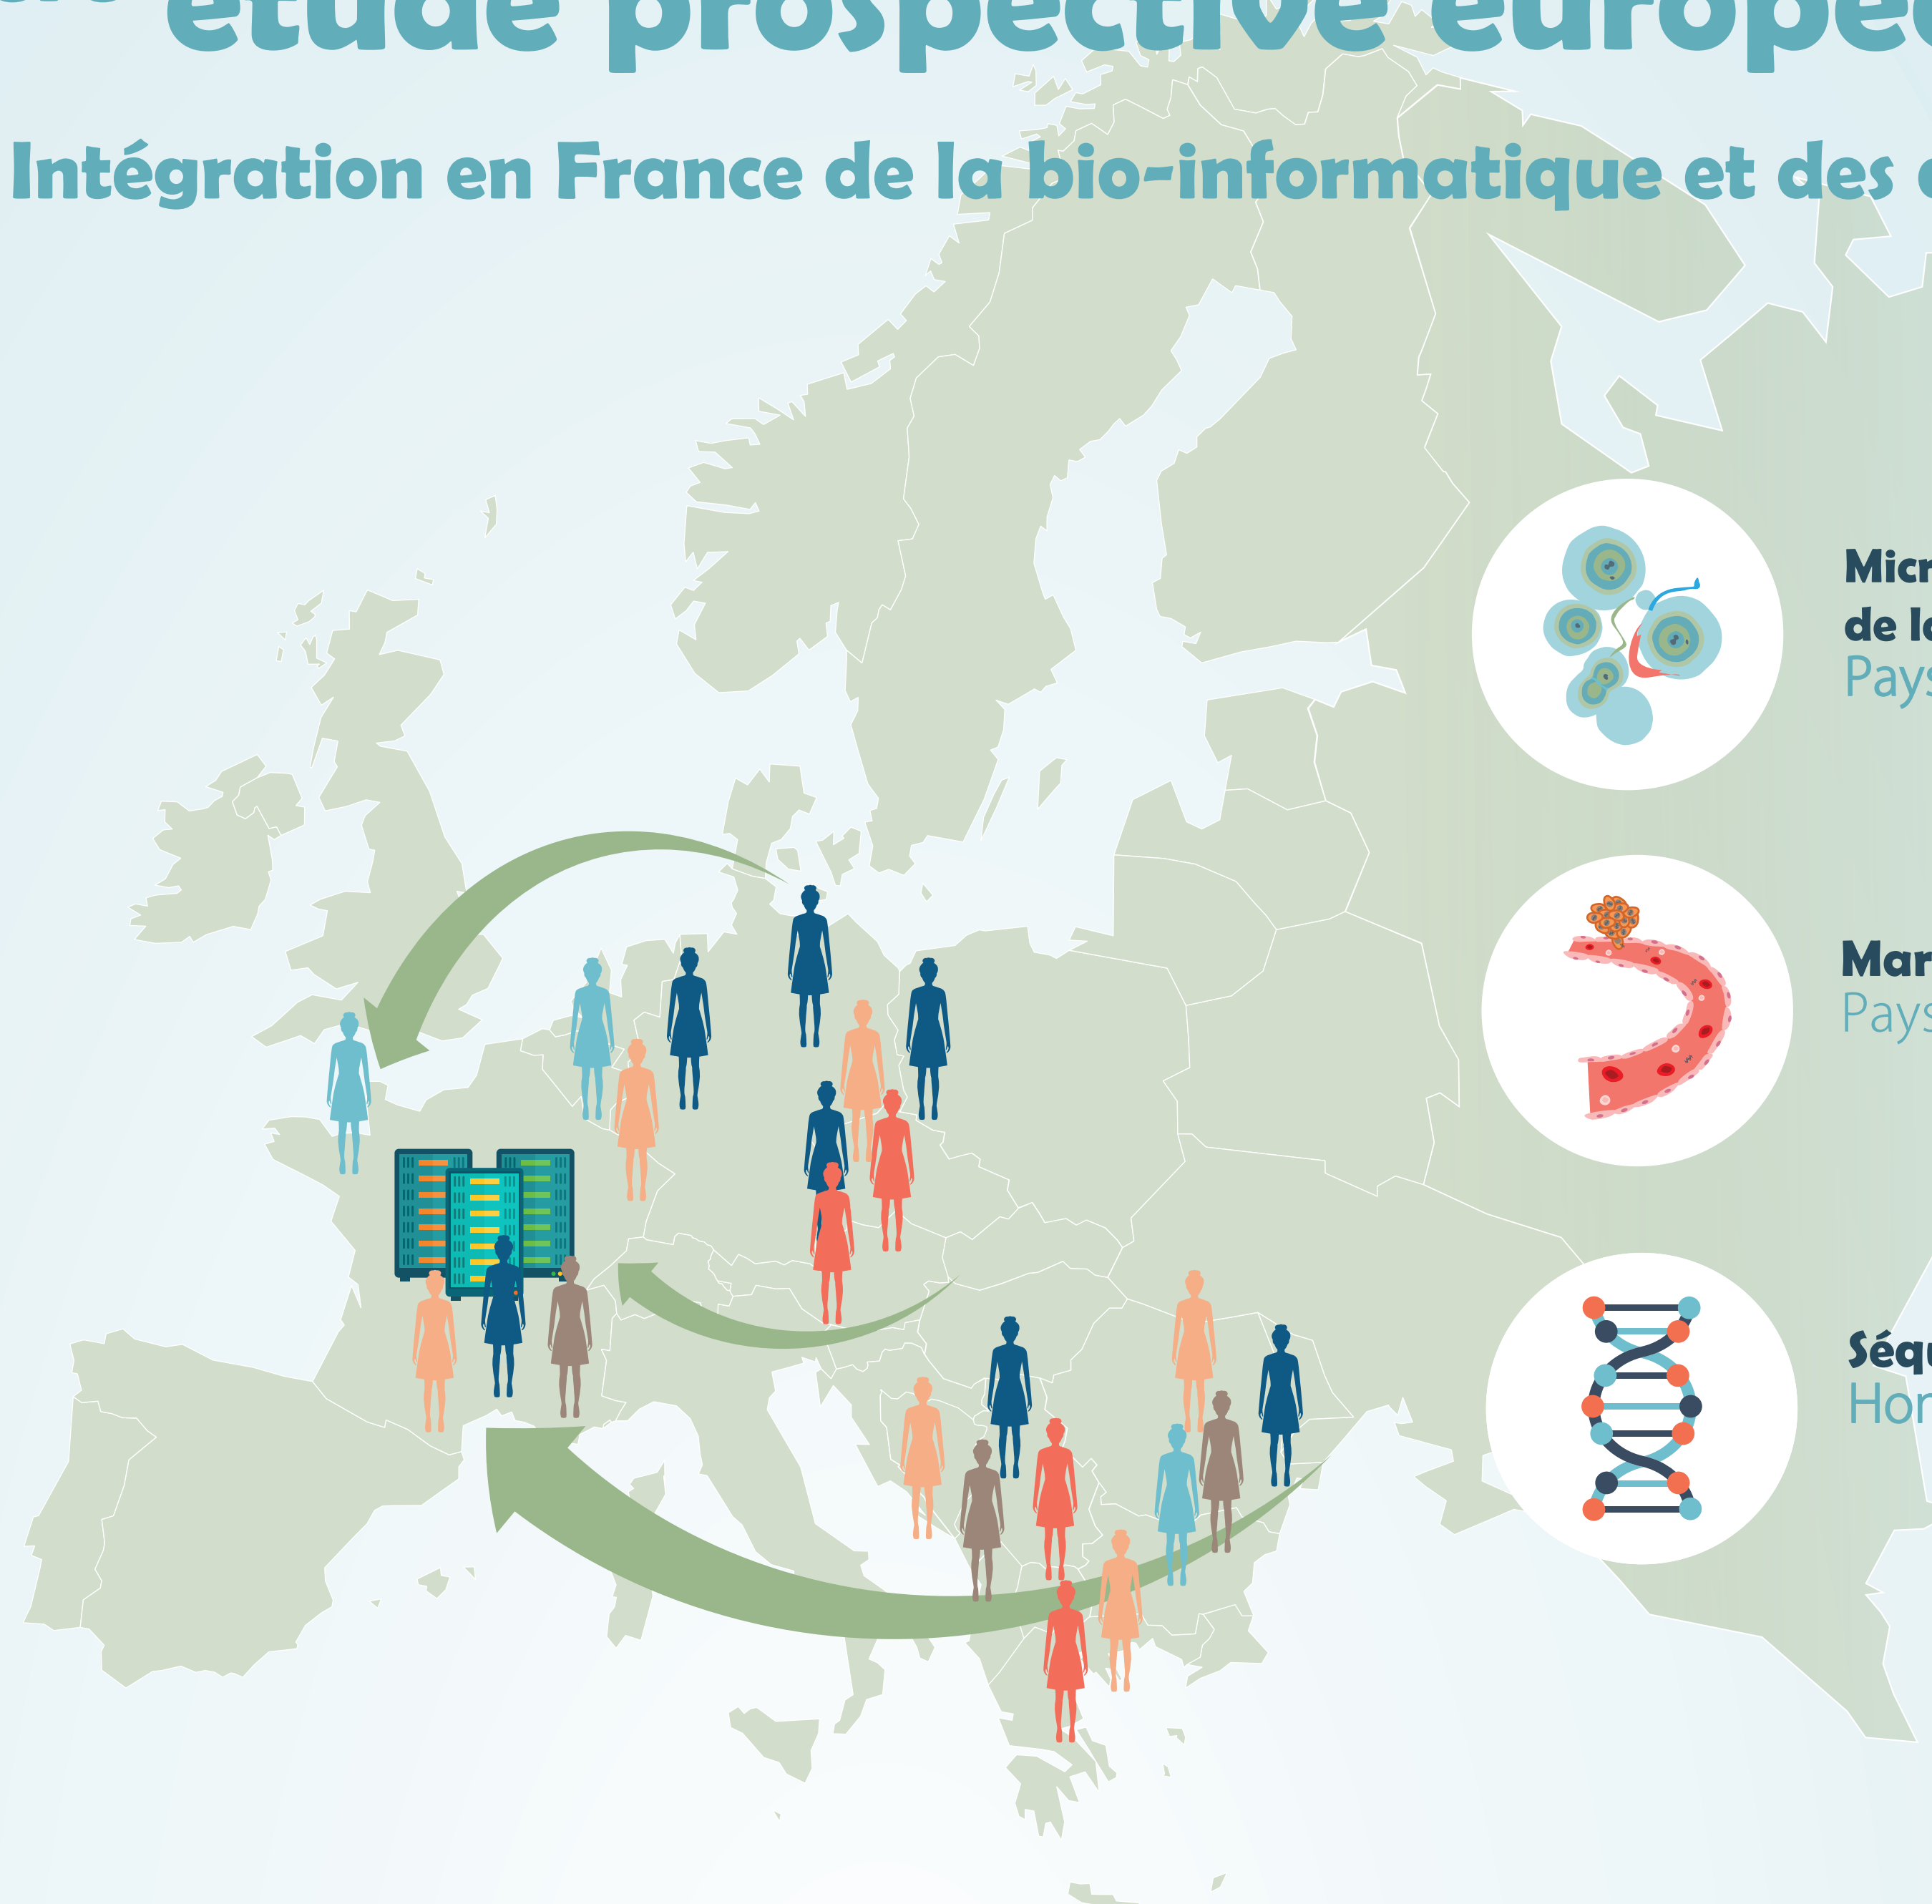 étude prospective europé
Intégration en France de la bio-informatique et des
Micr
de la
Pays
Mar
Pays
Séqu
Hor